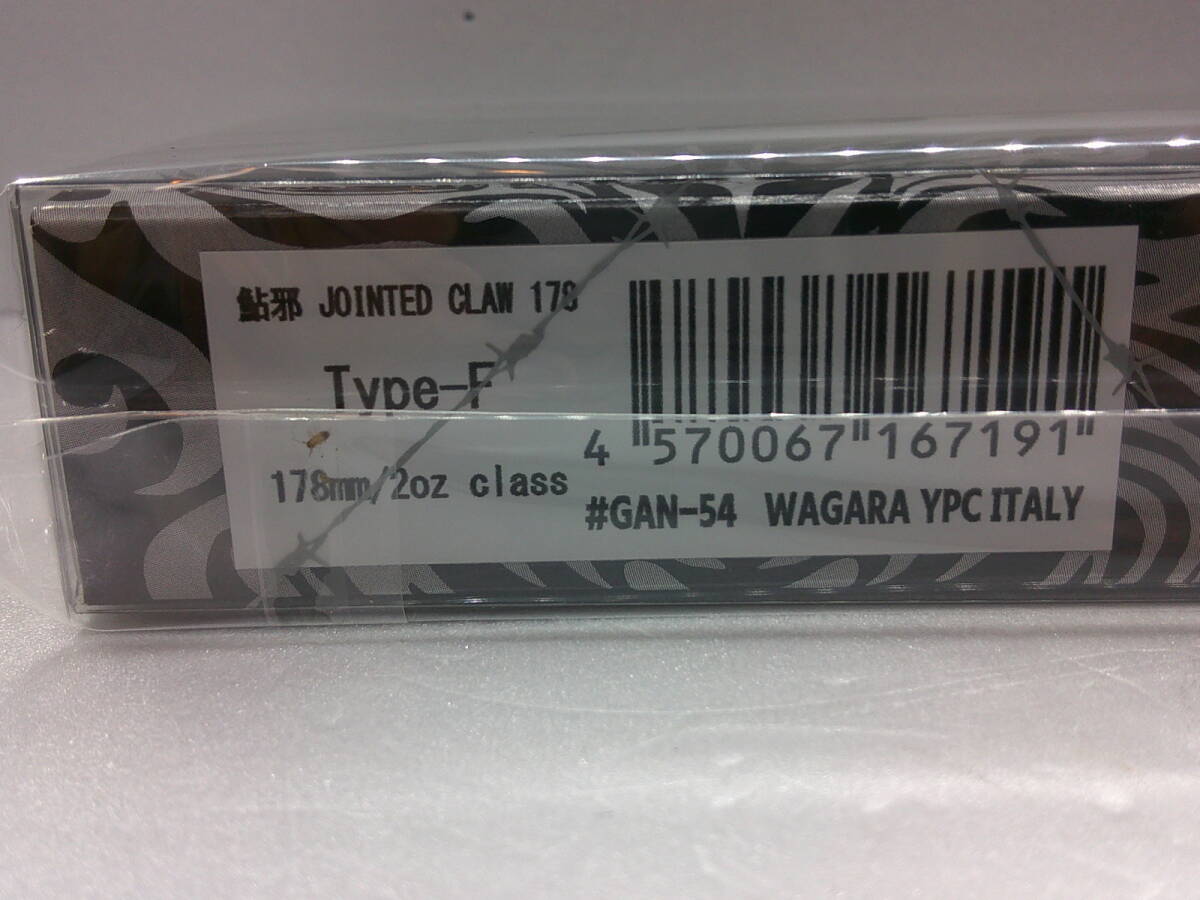 鮎邪 JOINTED CLAW 178
Type-F
178mm/2oz class
4 570067 167191
#GAN-54 WAGARA YPC ITALY